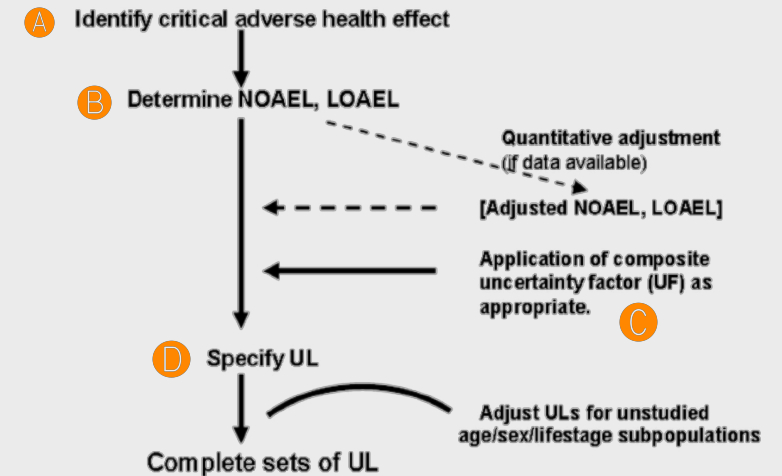 A Identify critical adverse health effect
B Determine NOAEL, LOAEL
Quantitative adjustment
(if data available)
[Adjusted NOAEL, LOAEL]
Application of composite
uncertainty factor (UF) as
appropriate.
C
D Specify UL
Adjust ULs for unstudied
age/sex/lifestage subpopulations
Complete sets of UL